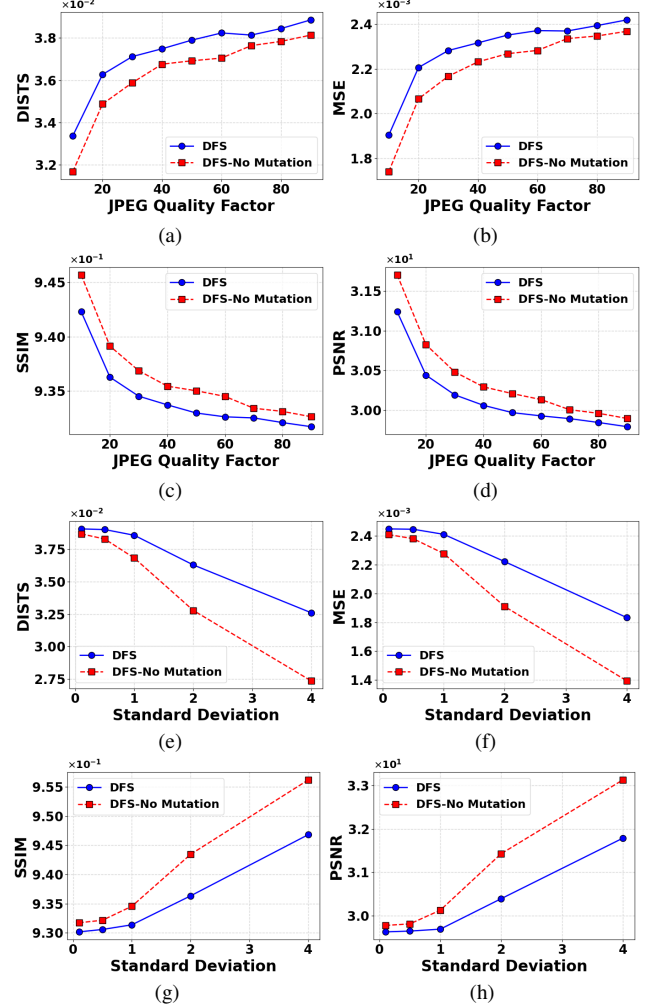 ×10⁻²
3.8
3.6
3.4
3.2
DISTS
DFS
DFS-No Mutation
20 40 60 80
JPEG Quality Factor
(a)
×10⁻³
2.4
2.2
2.0
1.8
MSE
DFS
DFS-No Mutation
20 40 60 80
JPEG Quality Factor
(b)
×10⁻¹
9.45
9.40
9.35
SSIM
DFS
DFS-No Mutation
20 40 60 80
JPEG Quality Factor
(c)
×10¹
3.15
3.10
3.05
3.00
PSNR
DFS
DFS-No Mutation
20 40 60 80
JPEG Quality Factor
(d)
×10⁻²
3.75
3.50
3.25
3.00
2.75
DISTS
DFS
DFS-No Mutation
0 1 2 3 4
Standard Deviation
(e)
×10⁻³
2.4
2.2
2.0
1.8
1.6
1.4
MSE
DFS
DFS-No Mutation
0 1 2 3 4
Standard Deviation
(f)
×10⁻¹
9.55
9.50
9.45
9.40
9.35
9.30
SSIM
DFS
DFS-No Mutation
0 1 2 3 4
Standard Deviation
(g)
×10¹
3.3
3.2
3.1
3.0
PSNR
DFS
DFS-No Mutation
0 1 2 3 4
Standard Deviation
(h)